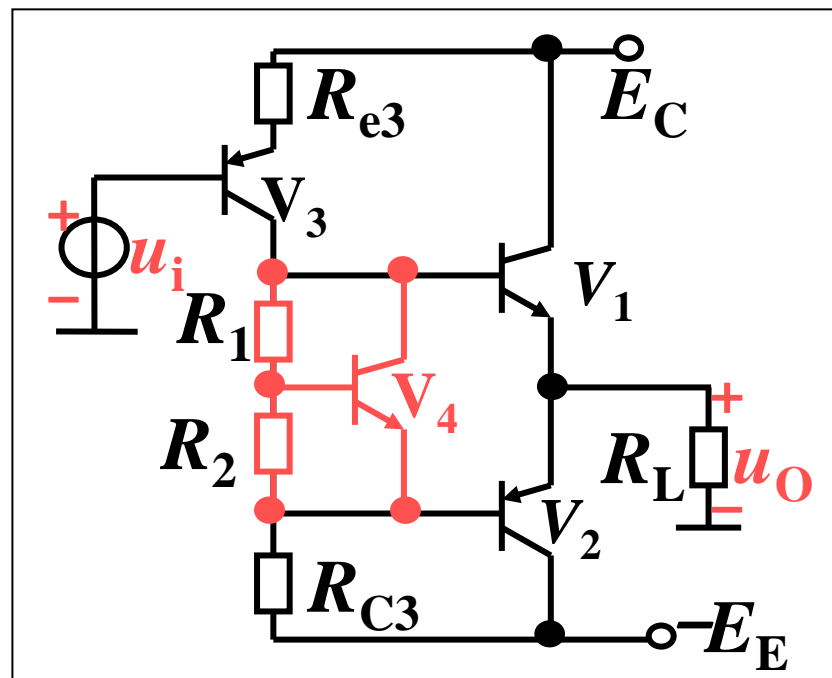 Re3
EC
V3
+
ui
−
V1
R1
V4
+
R2
RL
uO
−
V2
RC3
−EE